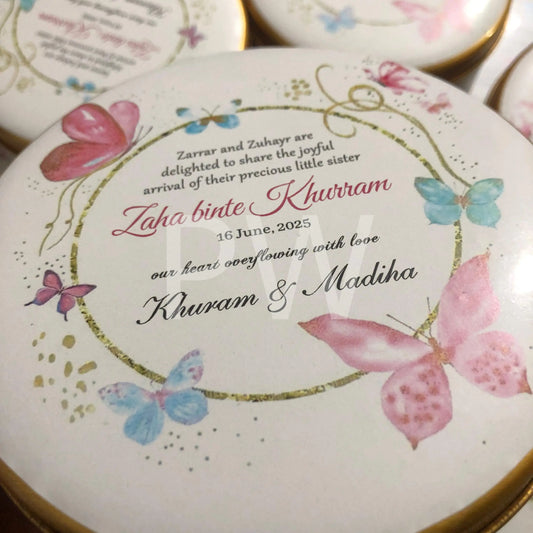 Zarrar and Zuhayr are
delighted to share the joyful
arrival of their precious little sister
Zaha binte Khurram
16 June, 2025
our heart overflowing with love
Khuram & Madiha
PW